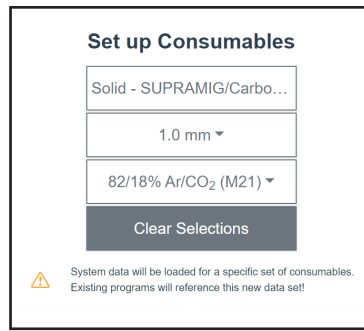 Set up Consumables
Solid - SUPRAMIG/Carbo...
1.0 mm
82/18% Ar/CO₂ (M21)
Clear Selections
System data will be loaded for a specific set of consumables.
Existing programs will reference this new data set!